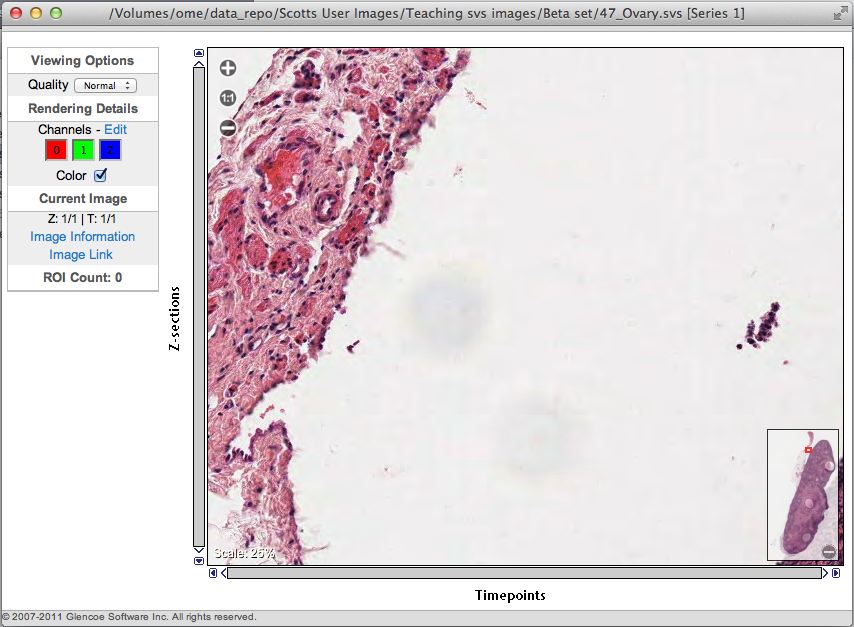 /Volumes/ome/data_repo/Scotts User Images/Teaching svs images/Beta set/47_Ovary.svs [Series 1]
Viewing Options
Quality Normal
Rendering Details
Channels - Edit
0 1 2
Color
Current Image
Z: 1/1 | T: 1/1
Image Information
Image Link
ROI Count: 0
Z-sections
1:1
Scale: 25%
Timepoints
© 2007-2011 Glencoe Software Inc. All rights reserved.